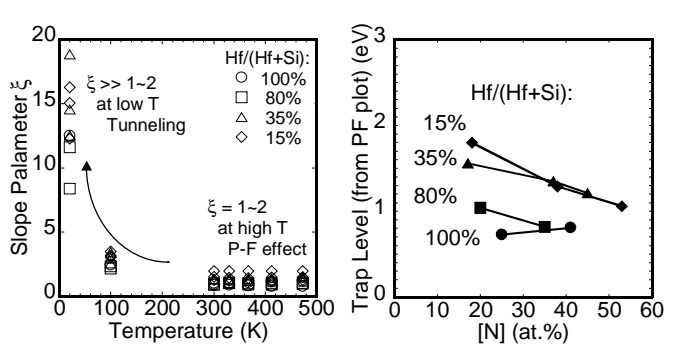 20
15
10
5
0
Slope Palameter ξ
Hf/(Hf+Si):
100%
80%
35%
15%
ξ >> 1~2
at low T
Tunneling
ξ = 1~2
at high T
P-F effect
0 100 200 300 400 500
Temperature (K)
3
2
1
0
Trap Level (from PF plot) (eV)
Hf/(Hf+Si):
15%
35%
80%
100%
0 10 20 30 40 50 60
[N] (at.%)